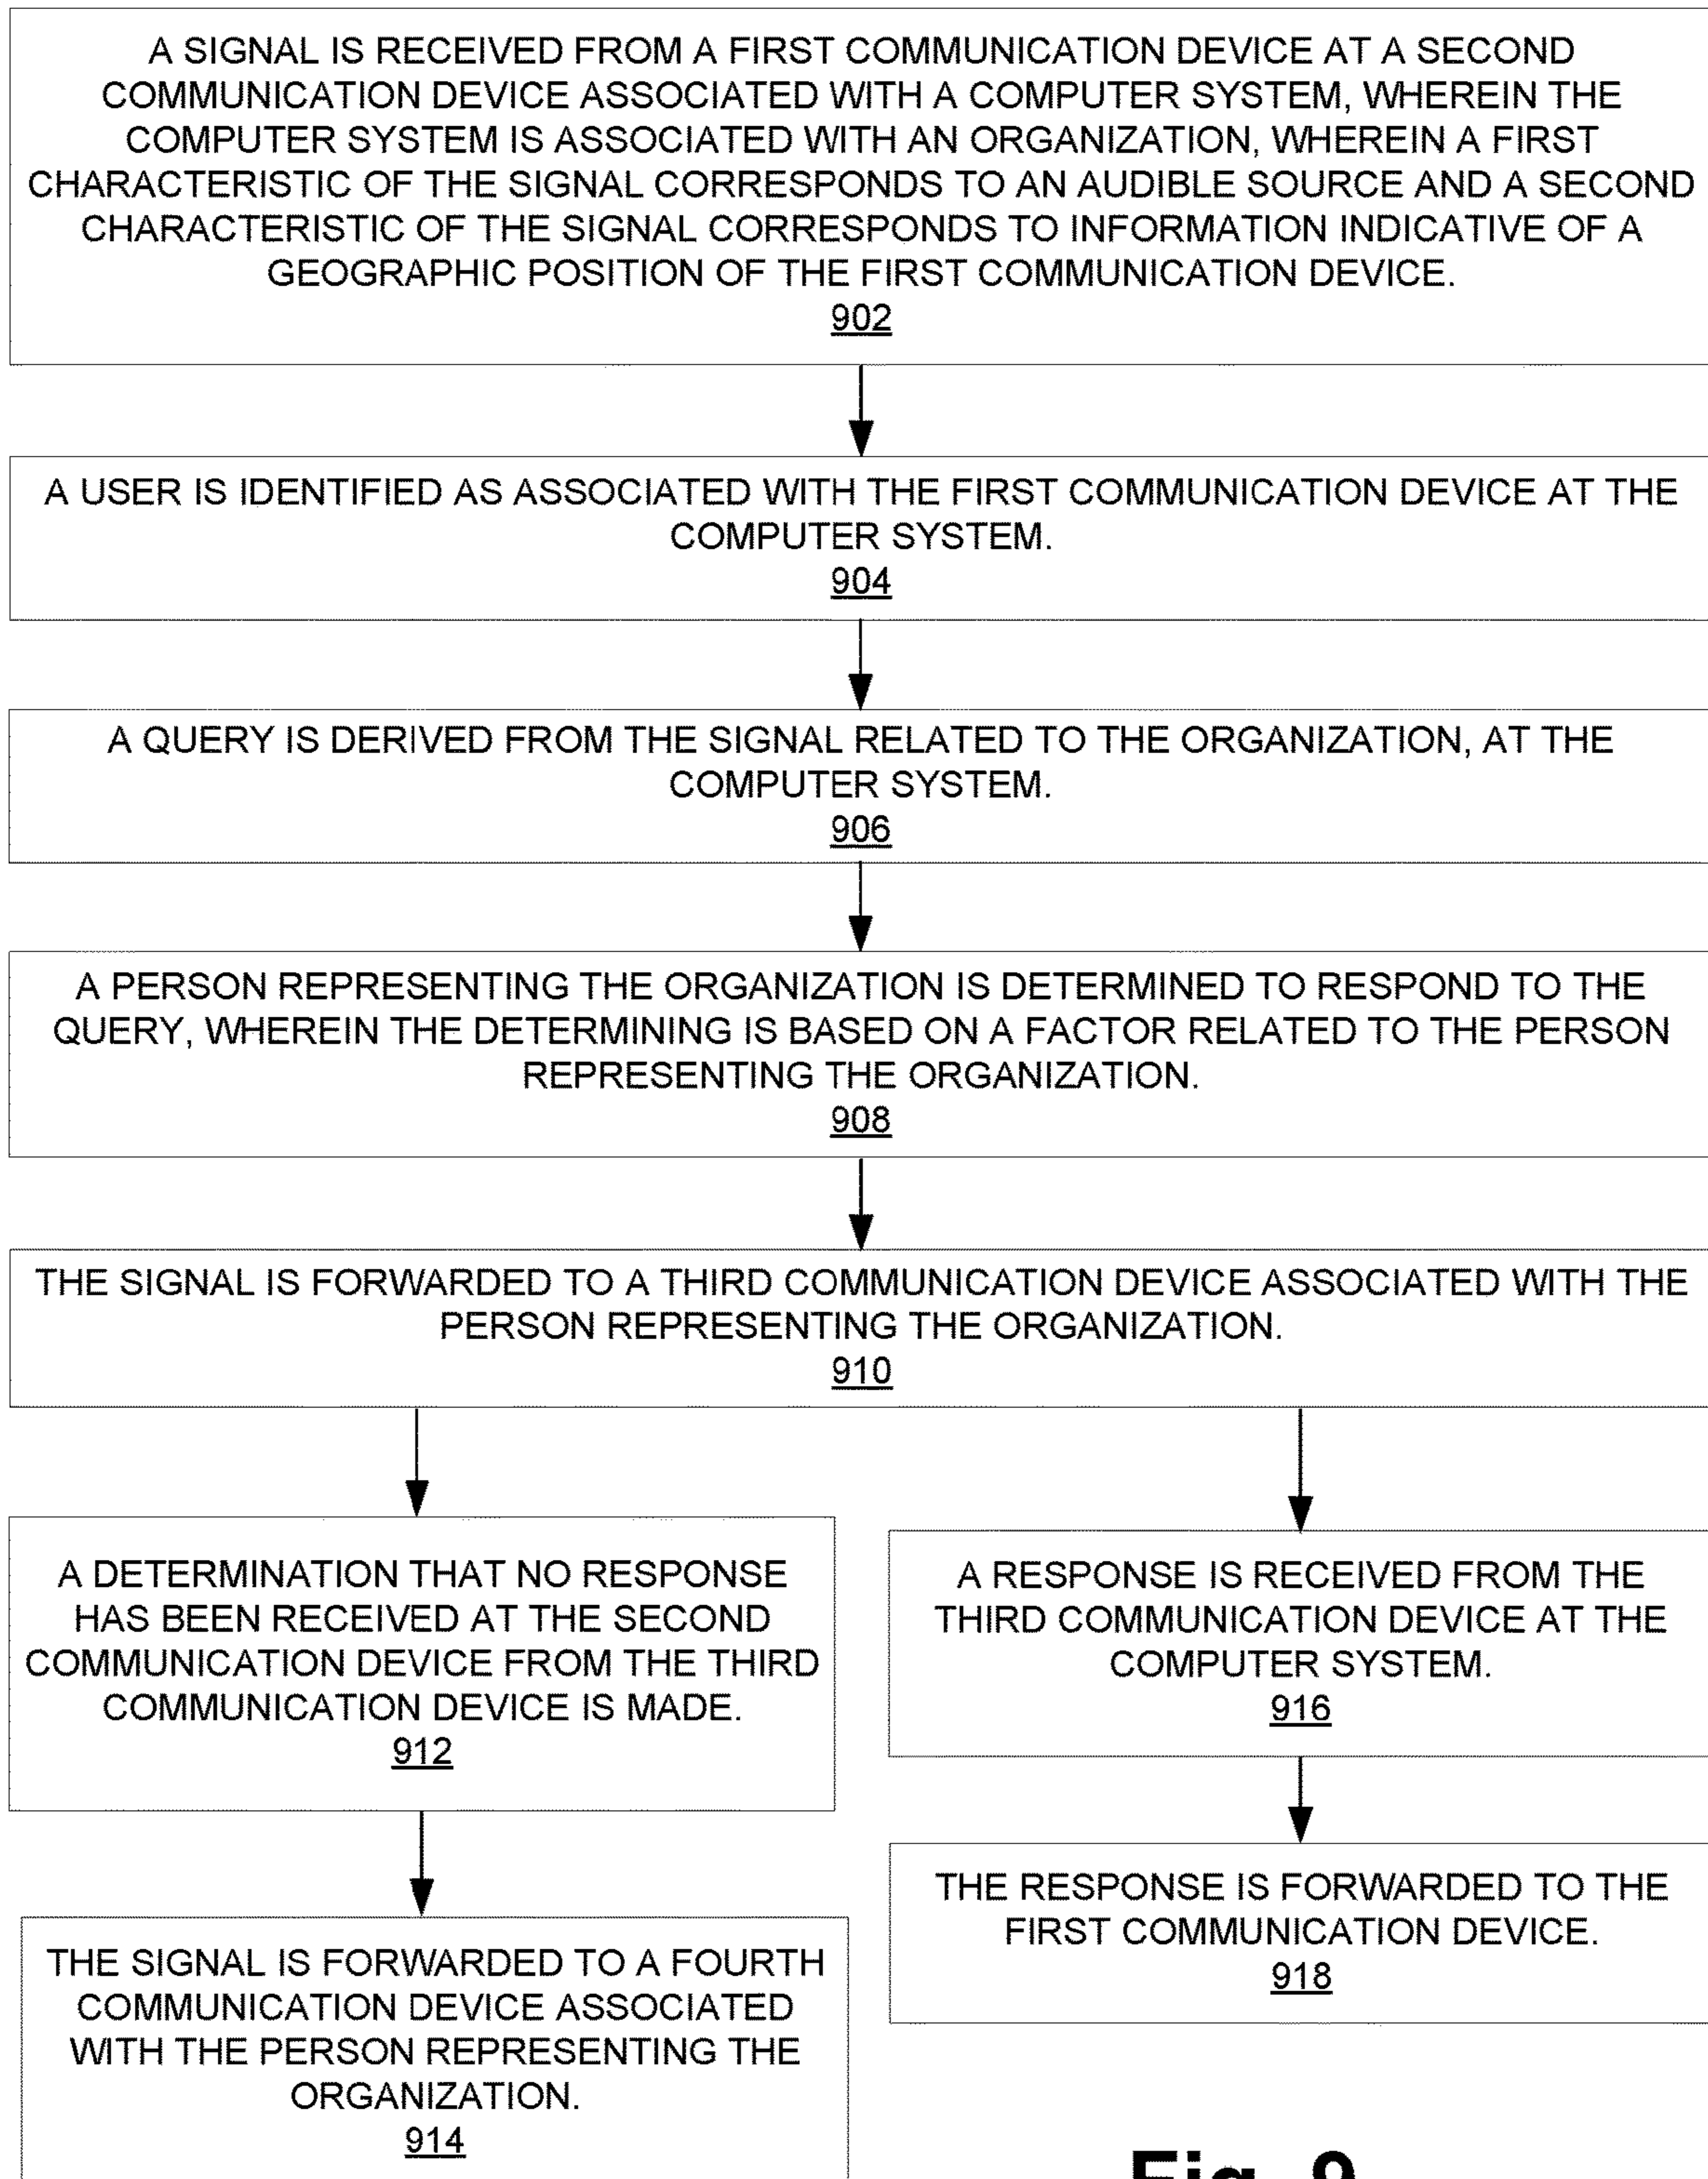 A SIGNAL IS RECEIVED FROM A FIRST COMMUNICATION DEVICE AT A SECOND
COMMUNICATION DEVICE ASSOCIATED WITH A COMPUTER SYSTEM, WHEREIN THE
COMPUTER SYSTEM IS ASSOCIATED WITH AN ORGANIZATION, WHEREIN A FIRST
CHARACTERISTIC OF THE SIGNAL CORRESPONDS TO AN AUDIBLE SOURCE AND A SECOND
CHARACTERISTIC OF THE SIGNAL CORRESPONDS TO INFORMATION INDICATIVE OF A
GEOGRAPHIC POSITION OF THE FIRST COMMUNICATION DEVICE.
902
A USER IS IDENTIFIED AS ASSOCIATED WITH THE FIRST COMMUNICATION DEVICE AT THE
COMPUTER SYSTEM.
904
A QUERY IS DERIVED FROM THE SIGNAL RELATED TO THE ORGANIZATION, AT THE
COMPUTER SYSTEM.
906
A PERSON REPRESENTING THE ORGANIZATION IS DETERMINED TO RESPOND TO THE
QUERY, WHEREIN THE DETERMINING IS BASED ON A FACTOR RELATED TO THE PERSON
REPRESENTING THE ORGANIZATION.
908
THE SIGNAL IS FORWARDED TO A THIRD COMMUNICATION DEVICE ASSOCIATED WITH THE
PERSON REPRESENTING THE ORGANIZATION.
910
A DETERMINATION THAT NO RESPONSE
HAS BEEN RECEIVED AT THE SECOND
COMMUNICATION DEVICE FROM THE THIRD
COMMUNICATION DEVICE IS MADE.
912
THE SIGNAL IS FORWARDED TO A FOURTH
COMMUNICATION DEVICE ASSOCIATED
WITH THE PERSON REPRESENTING THE
ORGANIZATION.
914
A RESPONSE IS RECEIVED FROM THE
THIRD COMMUNICATION DEVICE AT THE
COMPUTER SYSTEM.
916
THE RESPONSE IS FORWARDED TO THE
FIRST COMMUNICATION DEVICE.
918
Fig. 9